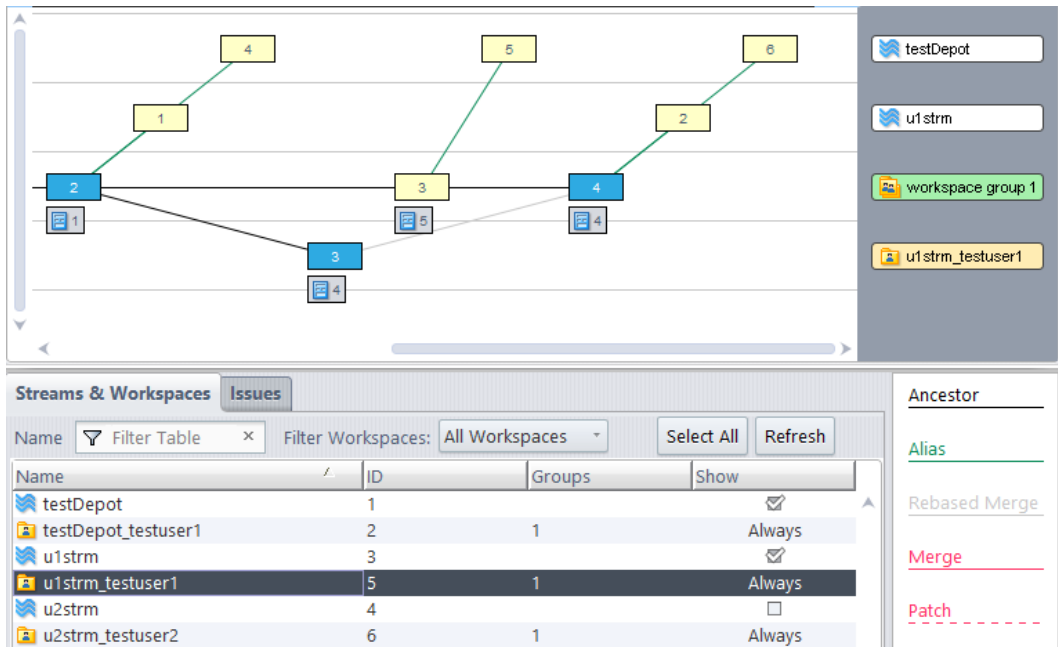 4 5 6 testDepot
1 2 u1strm
2 3 4 workspace group 1
1 5 4
3 u1strm_testuser1
4
Streams & Workspaces Issues
Ancestor
Name Filter Table × Filter Workspaces: All Workspaces Select All Refresh
Alias
Name ID Groups Show
testDepot 1
Rebased Merge
testDepot_testuser1 2 1 Always
u1strm 3
Merge
u1strm_testuser1 5 1 Always
u2strm 4
Patch
u2strm_testuser2 6 1 Always